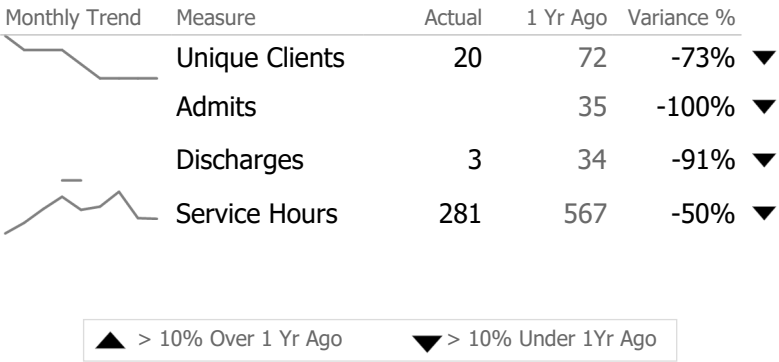 Monthly Trend Measure Actual 1 Yr Ago Variance %
Unique Clients 20 72 -73% ▼
Admits 35 -100% ▼
Discharges 3 34 -91% ▼
Service Hours 281 567 -50% ▼
▲ > 10% Over 1 Yr Ago ▼ > 10% Under 1Yr Ago